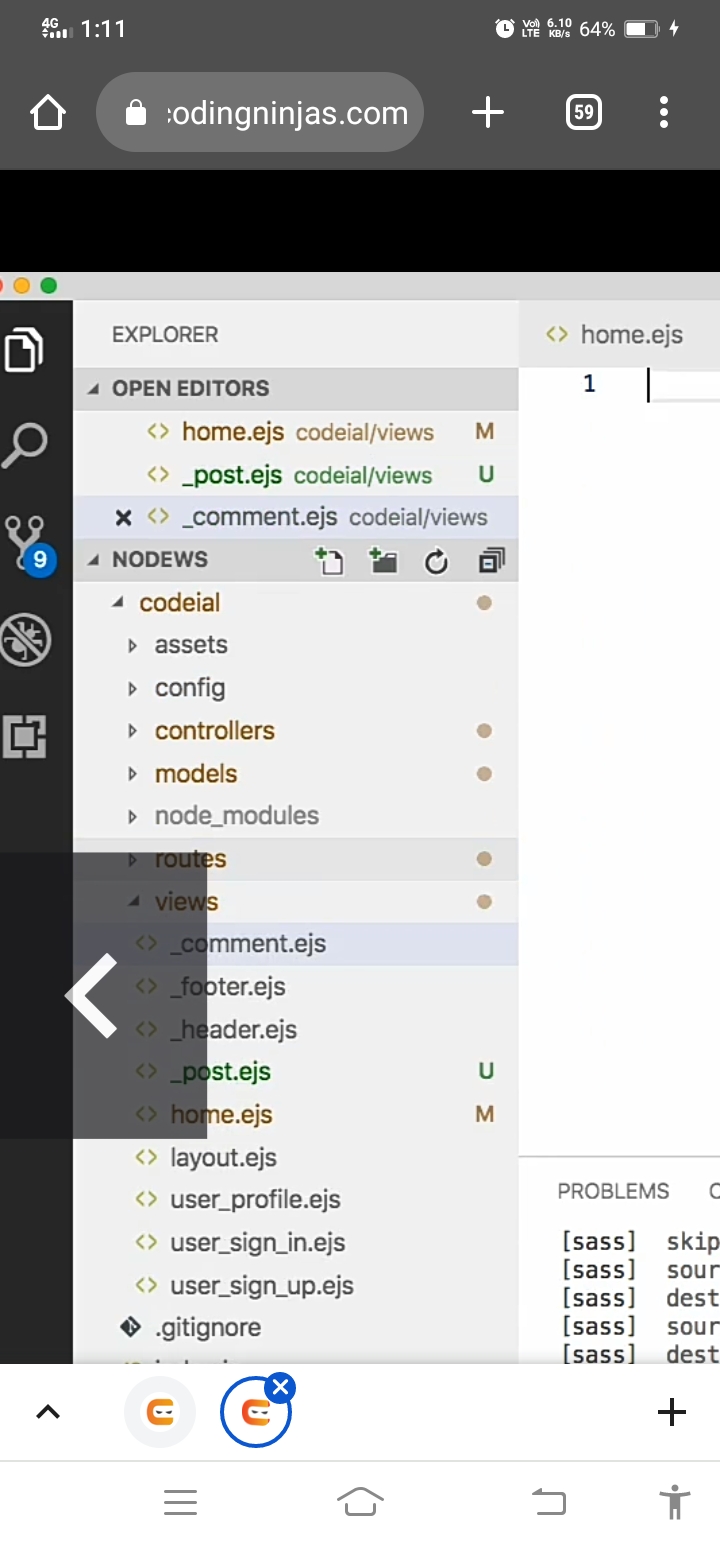 4G 1:11 Vo) LTE 6.10 KB/s 64%
codingninjas.com 59
EXPLORER
home.ejs
OPEN EDITORS
1
home.ejs codeial/views M
_post.ejs codeial/views U
_comment.ejs codeial/views
9
NODEWS
codeial
assets
config
controllers
models
node_modules
routes
views
_comment.ejs
_footer.ejs
_header.ejs
_post.ejs U
home.ejs M
layout.ejs
user_profile.ejs
user_sign_in.ejs
user_sign_up.ejs
.gitignore
PROBLEMS
[sass] skip
[sass] sour
[sass] dest
[sass] sour
[sass] dest